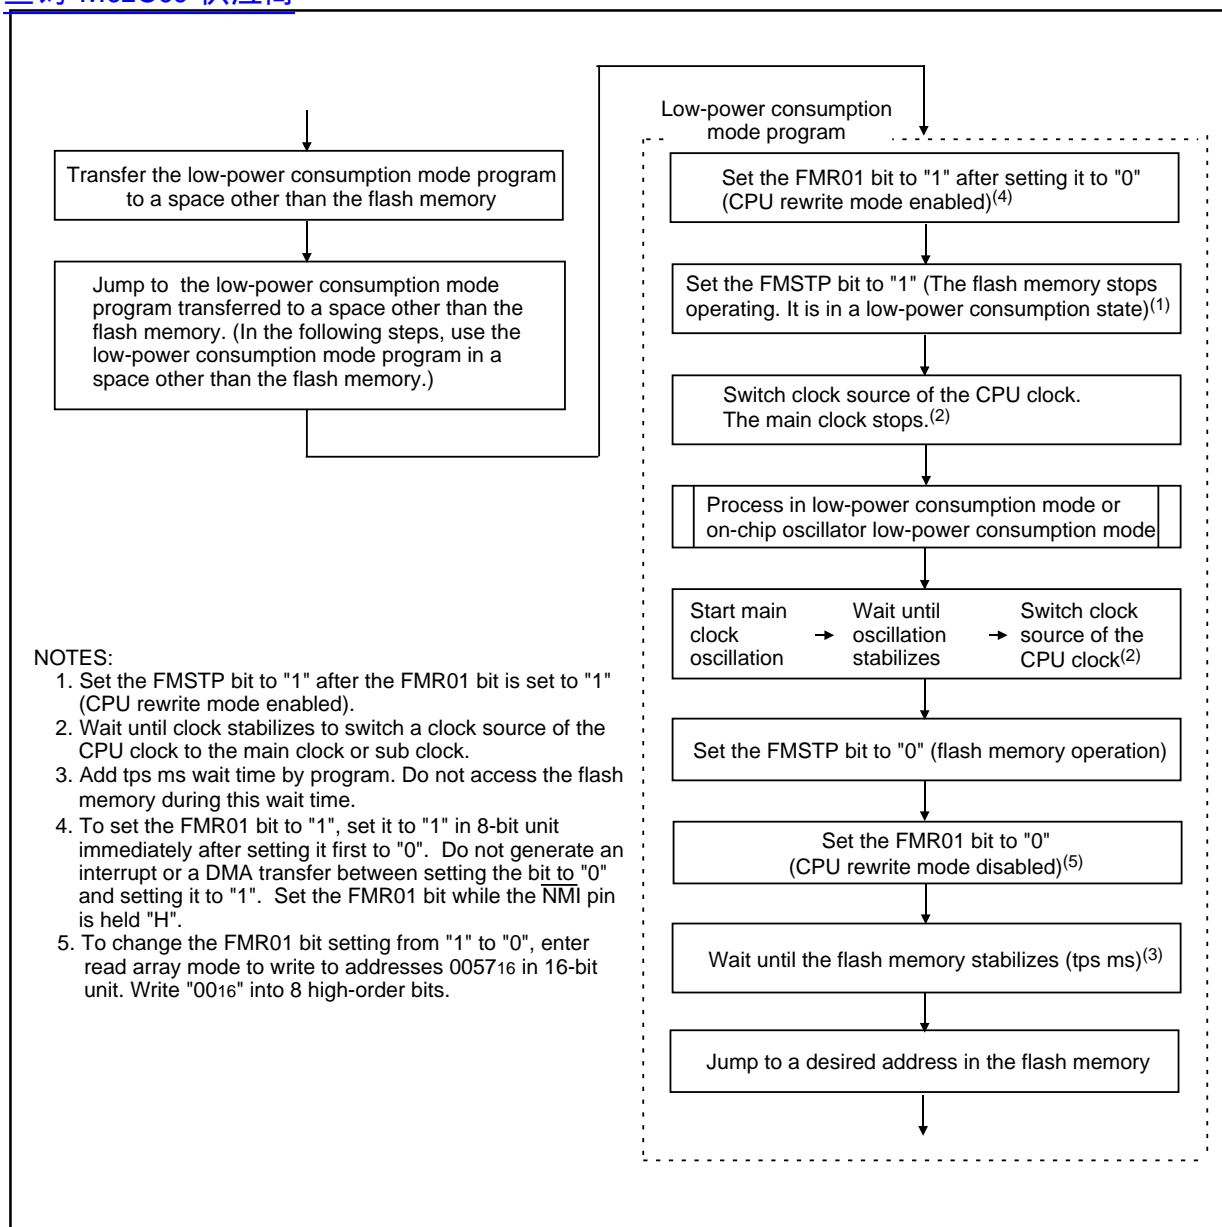 Transfer the low-power consumption mode program
to a space other than the flash memory
Jump to the low-power consumption mode
program transferred to a space other than the
flash memory. (In the following steps, use the
low-power consumption mode program in a
space other than the flash memory.)
Low-power consumption
mode program
Set the FMR01 bit to "1" after setting it to "0"
(CPU rewrite mode enabled)(4)
Set the FMSTP bit to "1" (The flash memory stops
operating. It is in a low-power consumption state)(1)
Switch clock source of the CPU clock.
The main clock stops.(2)
Process in low-power consumption mode or
on-chip oscillator low-power consumption mode
Start main
clock
oscillation
Wait until
oscillation
stabilizes
Switch clock
source of the
CPU clock(2)
Set the FMSTP bit to "0" (flash memory operation)
Set the FMR01 bit to "0"
(CPU rewrite mode disabled)(5)
Wait until the flash memory stabilizes (tps ms)(3)
Jump to a desired address in the flash memory
NOTES:
1. Set the FMSTP bit to "1" after the FMR01 bit is set to "1"
(CPU rewrite mode enabled).
2. Wait until clock stabilizes to switch a clock source of the
CPU clock to the main clock or sub clock.
3. Add tps ms wait time by program. Do not access the flash
memory during this wait time.
4. To set the FMR01 bit to "1", set it to "1" in 8-bit unit
immediately after setting it first to "0". Do not generate an
interrupt or a DMA transfer between setting the bit to "0"
and setting it to "1". Set the FMR01 bit while the NMI pin
is held "H".
5. To change the FMR01 bit setting from "1" to "0", enter
read array mode to write to addresses 005716 in 16-bit
unit. Write "0016" into 8 high-order bits.